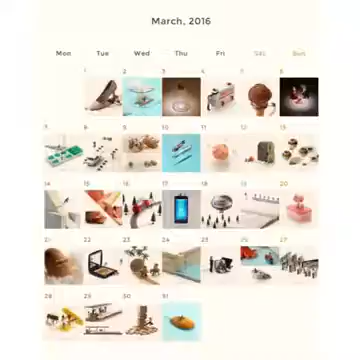 March, 2016
Mon Tue Wed Thu Fri Sat Sun
1 2 3 4 5 6
7 8 9 10 11 12 13
14 15 16 17 18 19 20
21 22 23 24 25 26 27
28 29 30 31